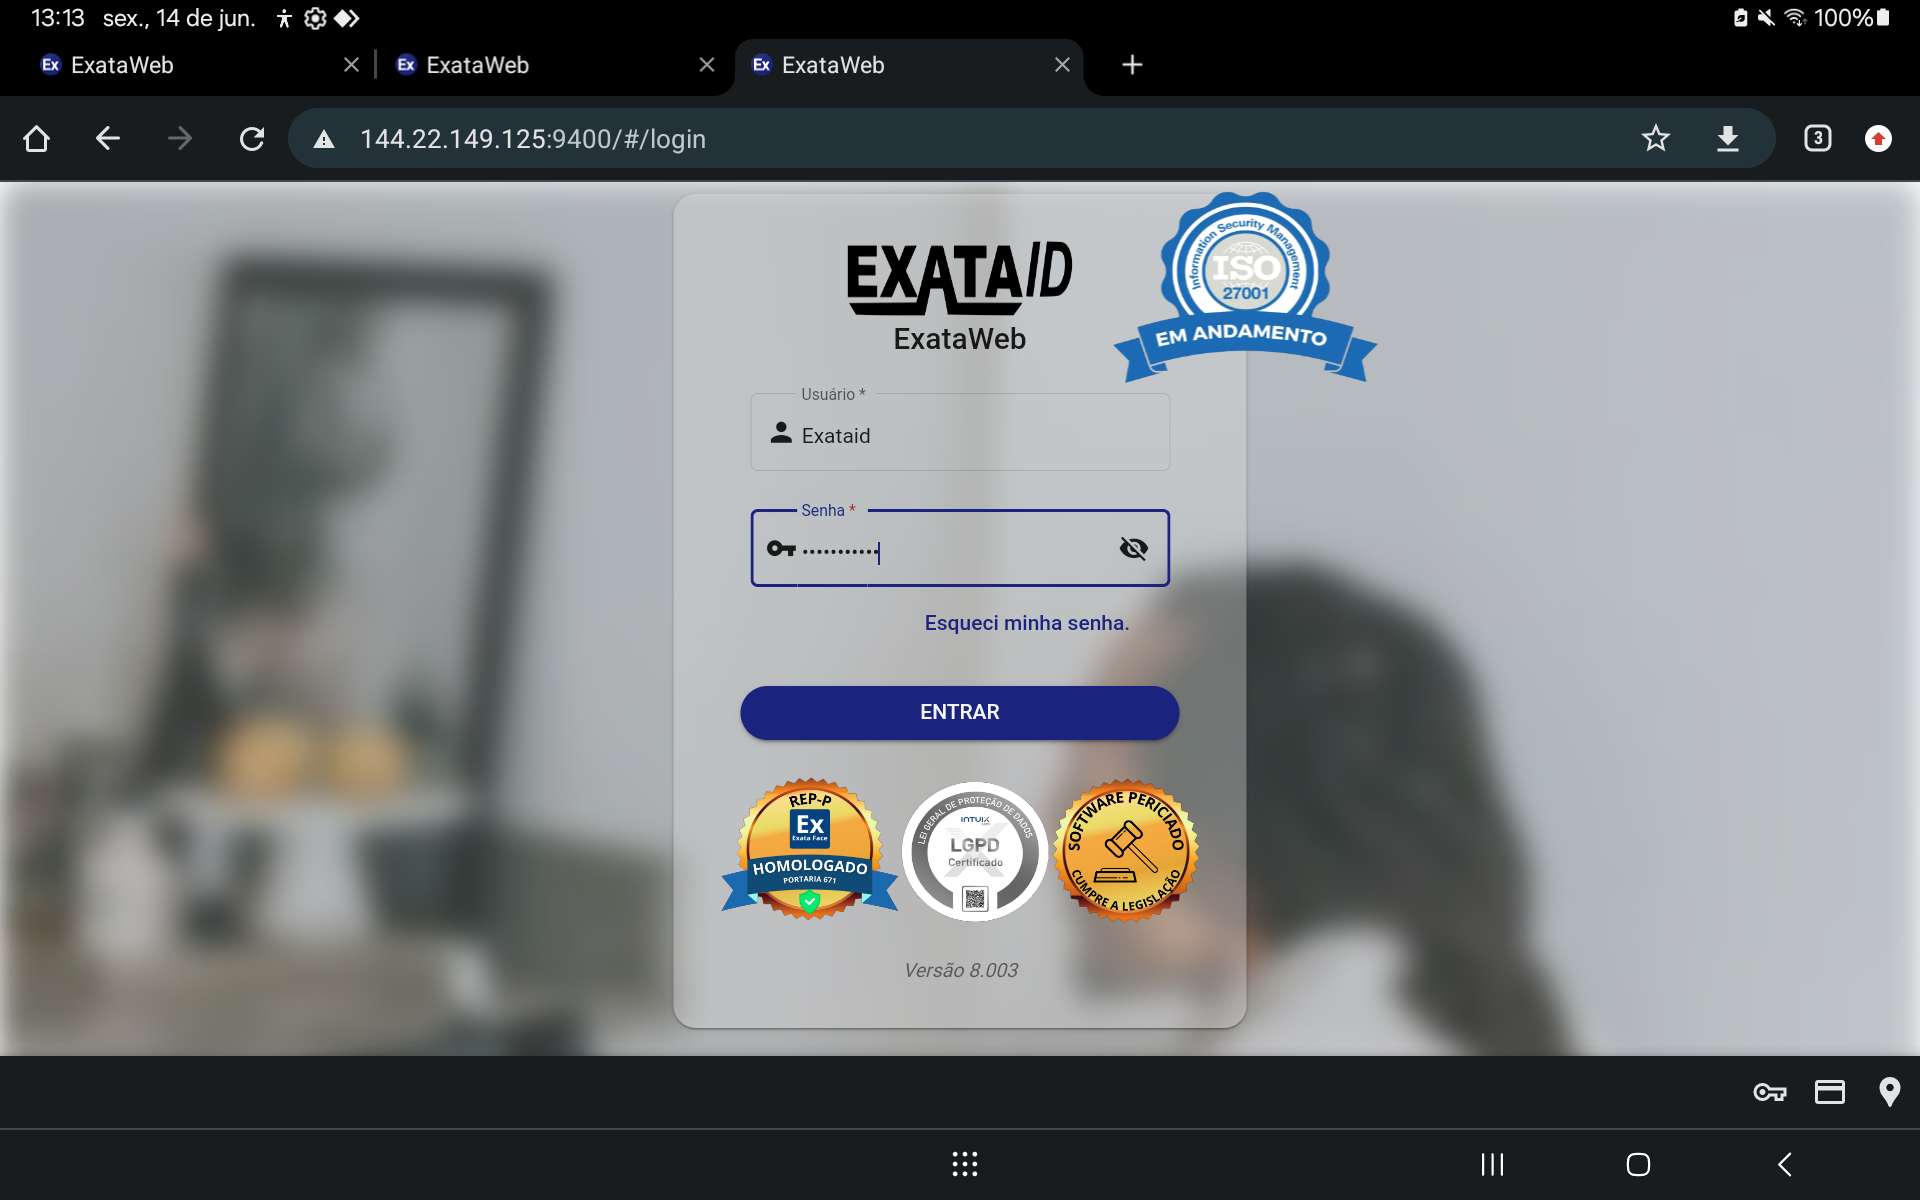 13:13 sex., 14 de jun. 100%
Ex ExataWeb
Ex ExataWeb
Ex ExataWeb
144.22.149.125:9400/#/login
3
EXATAID
ExataWeb
Information Security Management
ISO
27001
EM ANDAMENTO
Usuário *
Exataid
Senha *
•••••••••••
Esqueci minha senha.
ENTRAR
REP-P
Ex
Exata Face
HOMOLOGADO
PORTARIA 671
LEI GERAL DE PROTEÇÃO DE DADOS
INTUIX
LGPD
Certificado
SOFTWARE PERICIADO
CUMPRE A LEGISLAÇÃO
Versão 8.003